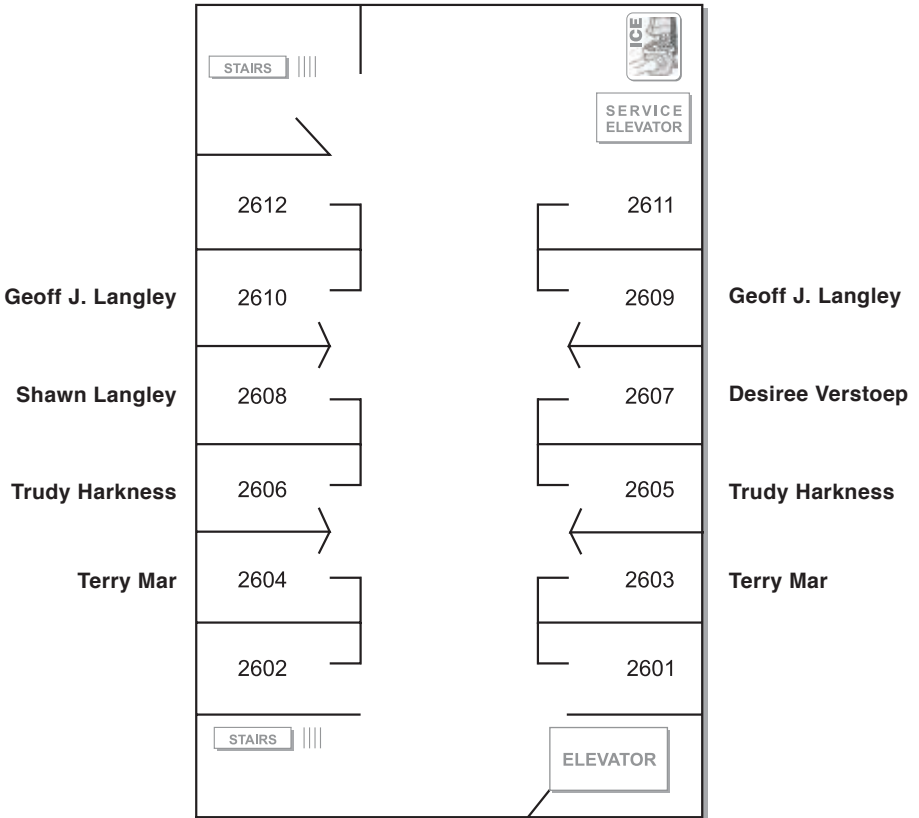 ICE
STAIRS
SERVICE
ELEVATOR
2612
2611
Geoff J. Langley
2610
2609
Geoff J. Langley
Shawn Langley
2608
2607
Desiree Verstoep
Trudy Harkness
2606
2605
Trudy Harkness
Terry Mar
2604
2603
Terry Mar
2602
2601
STAIRS
ELEVATOR